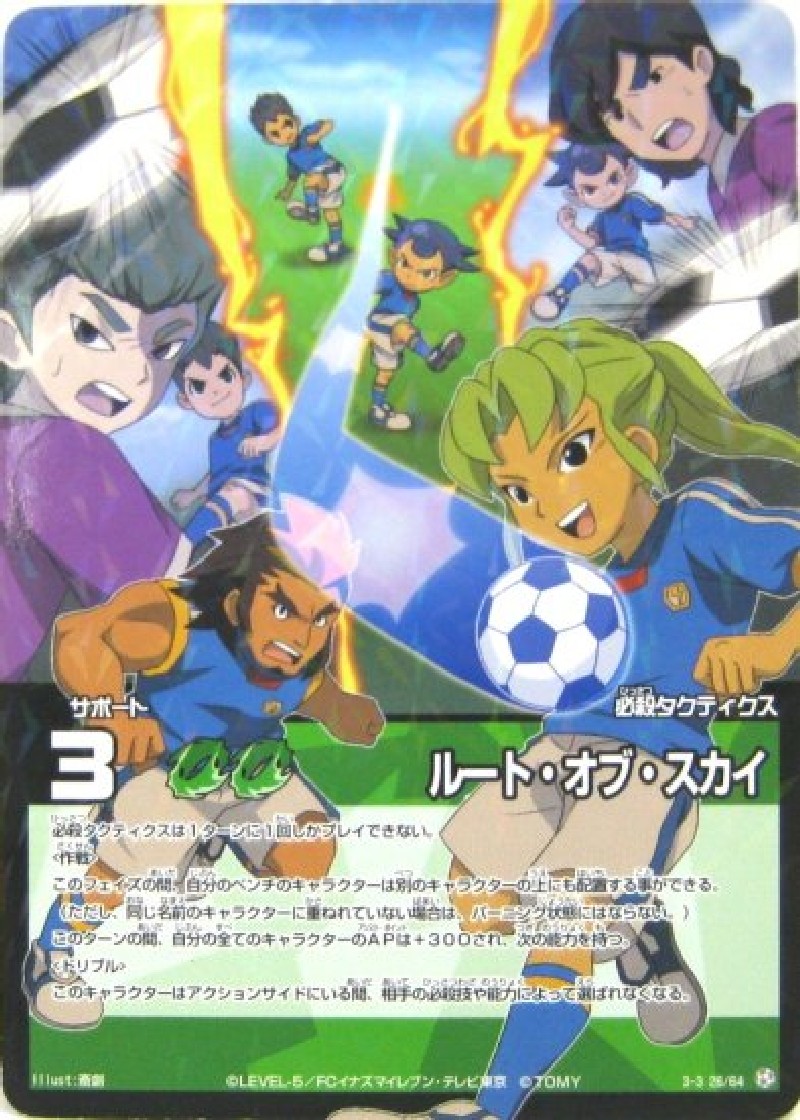 サポート
必殺タクティクス
3
ルート・オブ・スカイ
必殺タクティクスは1ターンに1回しかプレイできない。
<作戦>
このフェイズの間、自分のベンチのキャラクターは別のキャラクターの上にも配置する事ができる。
（ただし、同じ名前のキャラクターに重ねれていない場合は、バーニング状態にはならない。）
このターンの間、自分の全てのキャラクターのAPは＋300され、次の能力を持つ。
<ドリブル>
このキャラクターはアクションサイドにいる間、相手の必殺技や能力によって選ばれなくなる。
Illust:斎創
©LEVEL-5／FCイナズマイレブン・テレビ東京 ©TOMY
3-3 26/64